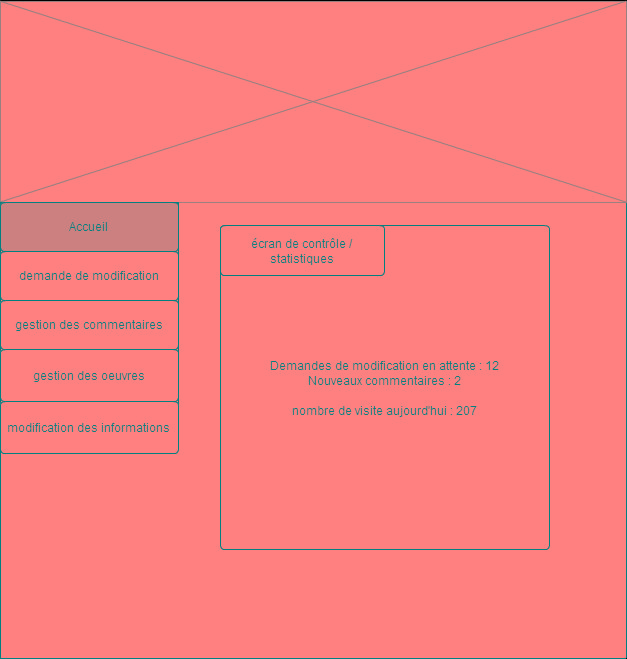 Accueil
demande de modification
gestion des commentaires
gestion des oeuvres
modification des informations
écran de contrôle /
statistiques
Demandes de modification en attente : 12
Nouveaux commentaires : 2
nombre de visite aujourd'hui : 207